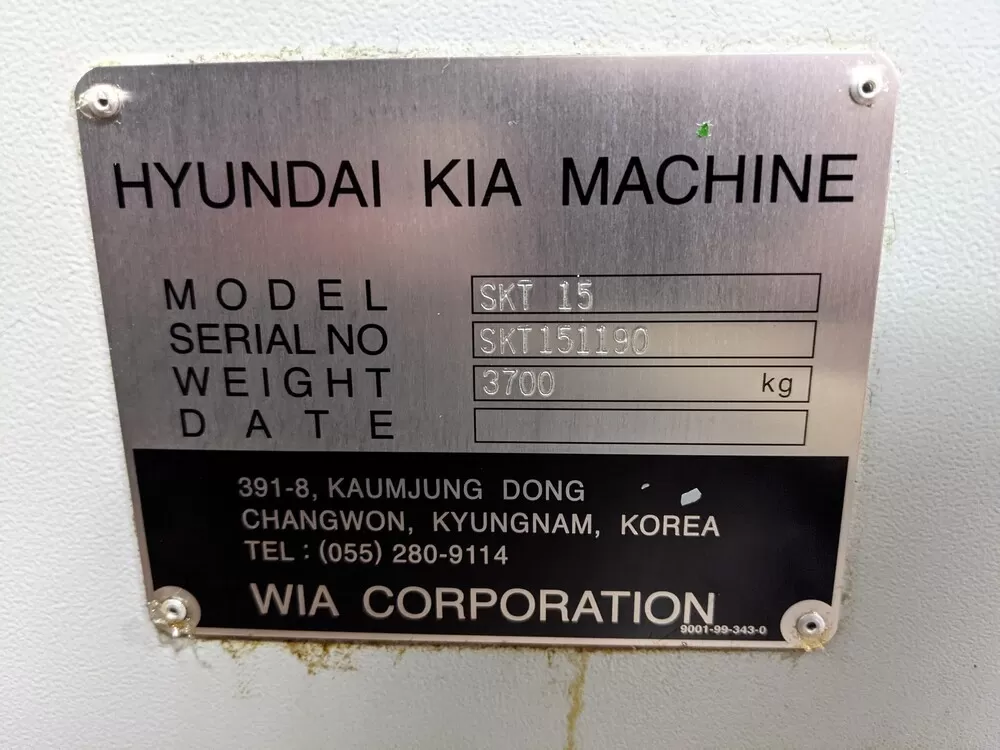 HYUNDAI KIA MACHINE
MODEL SKT 15
SERIAL NO SKT151190
WEIGHT 3700 kg
DATE
391-8, KAUMJUNG DONG
CHANGWON, KYUNGNAM, KOREA
TEL : (055) 280-9114
WIA CORPORATION
9001-99-343-0